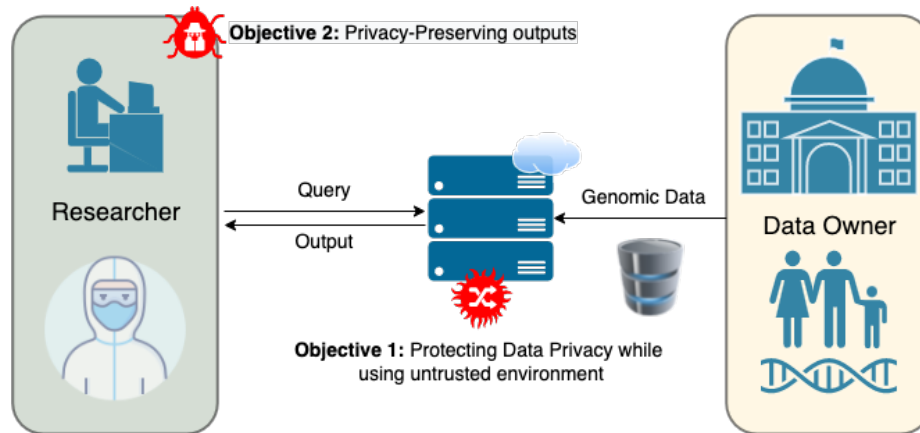 Objective 2: Privacy-Preserving outputs
Query
Researcher
Output
Genomic Data
Data Owner
Objective 1: Protecting Data Privacy while
using untrusted environment